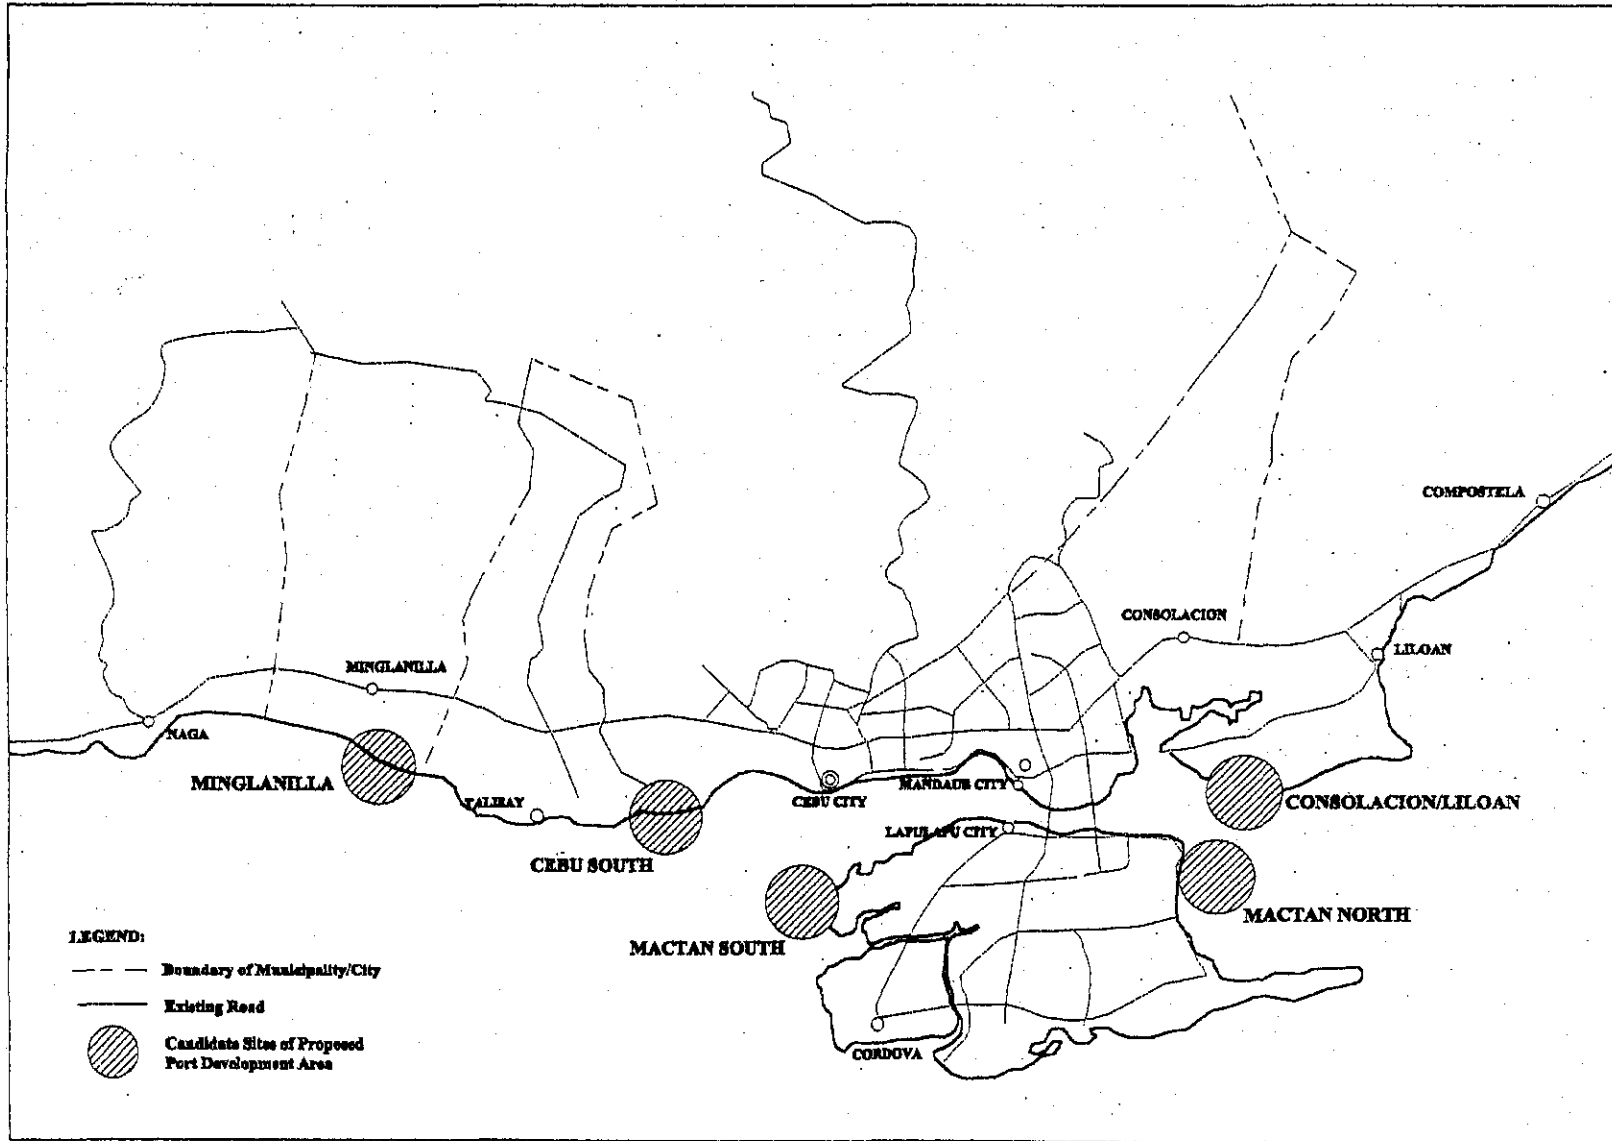 COMPOSTELA
CONSOLACION
LILOAN
MINGLANILLA
NAGA
MINGLANILLA
TALISAY
CEBU CITY
MANDAUE CITY
CONSOLACION/LILOAN
LAPULAPU CITY
CEBU SOUTH
MACTAN NORTH
MACTAN SOUTH
CORDOVA
LEGEND:
Boundary of Municipality/City
Existing Road
Candidate Sites of Proposed
Port Development Area